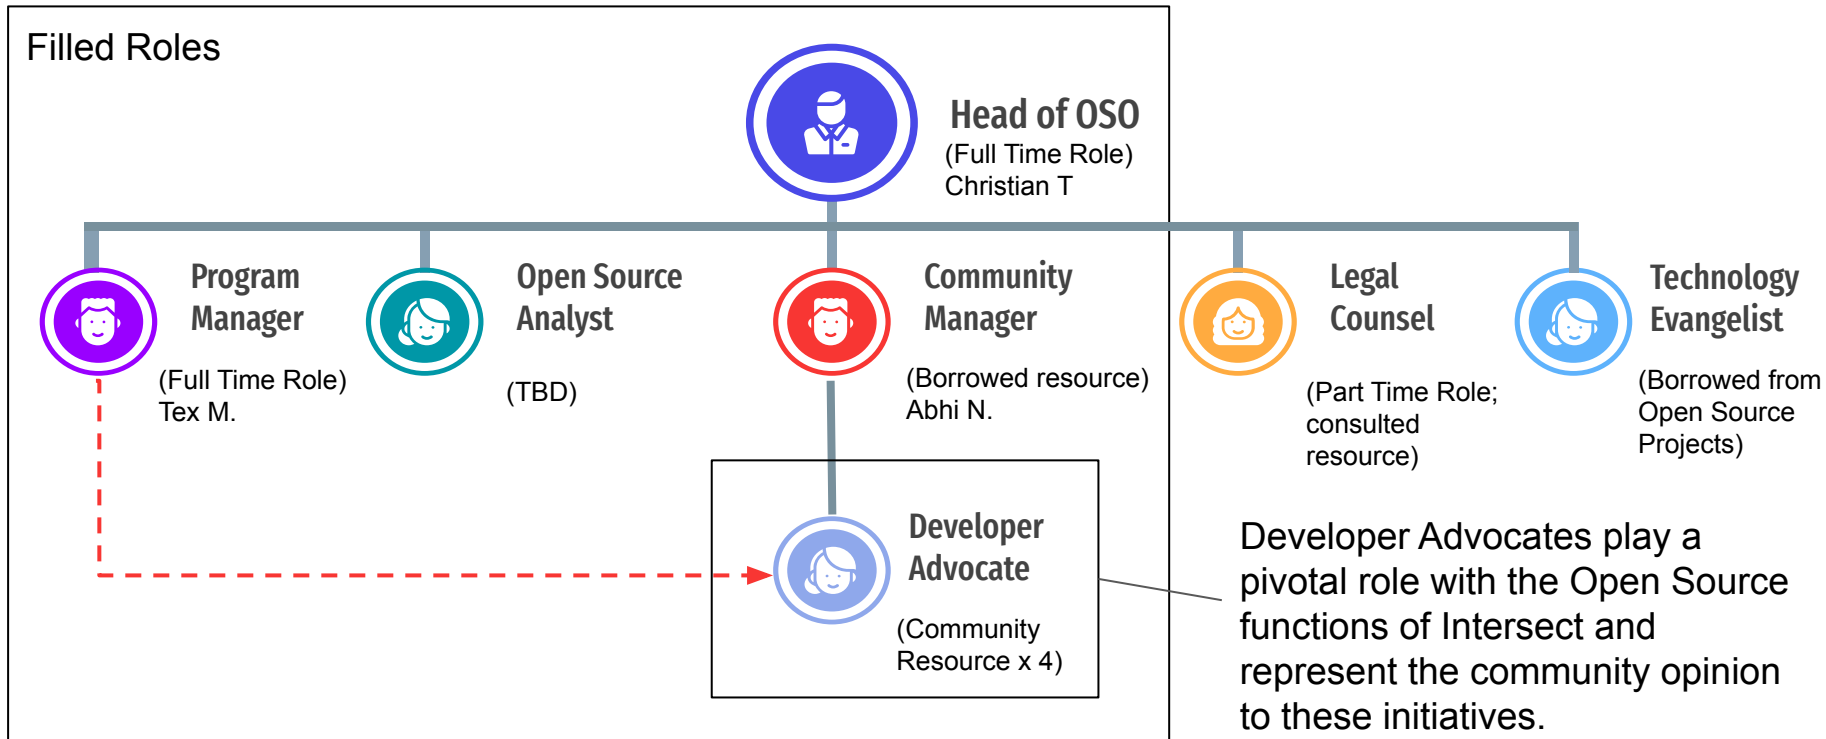 Filled Roles
Head of OSO
(Full Time Role)
Christian T
Program
Manager
(Full Time Role)
Tex M.
Open Source
Analyst
(TBD)
Community
Manager
(Borrowed resource)
Abhi N.
Legal
Counsel
(Part Time Role;
consulted
resource)
Technology
Evangelist
(Borrowed from
Open Source
Projects)
Developer
Advocate
(Community
Resource x 4)
Developer Advocates play a
pivotal role with the Open Source
functions of Intersect and
represent the community opinion
to these initiatives.